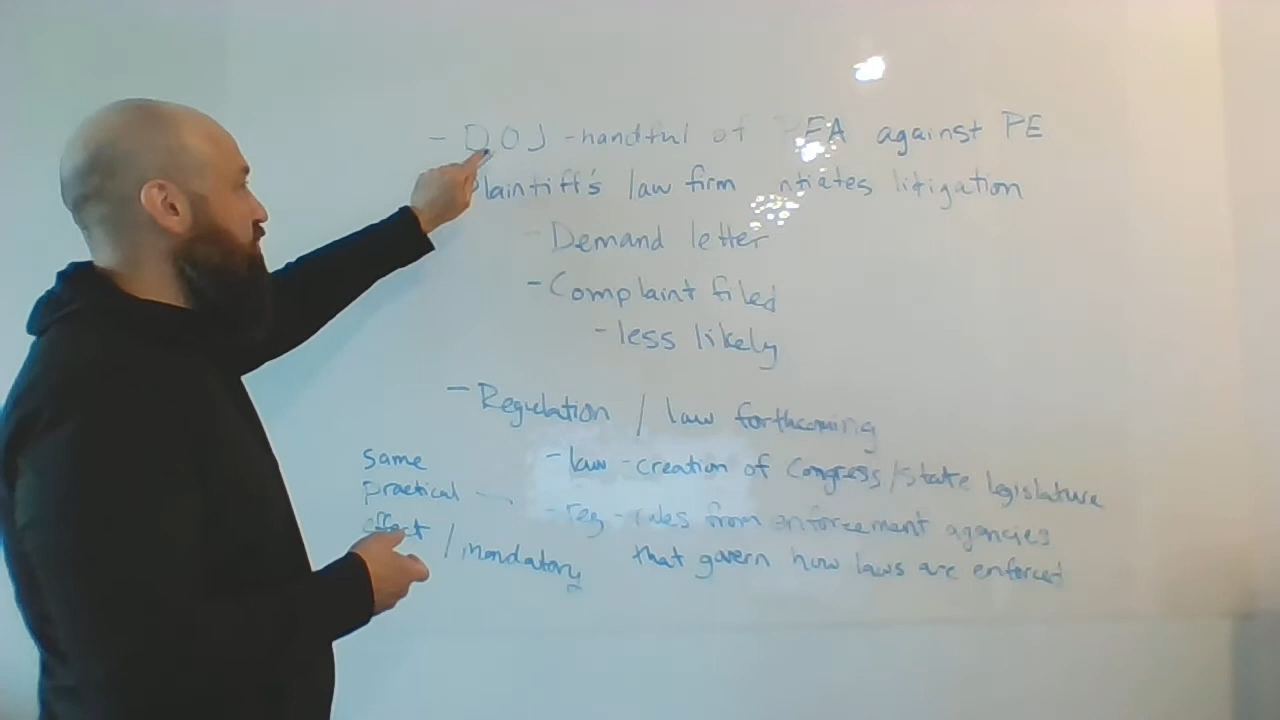 - DOJ - handful of EA against PE
Plaintiff's law firm intiates litigation
- Demand letter
- Complaint filed
- less likely
- Regulation / law forthcoming
- law - creation of Congress/state legislature
- reg - rules from enforcement agencies
that govern how laws are enforced
same
practical
effect / mandatory